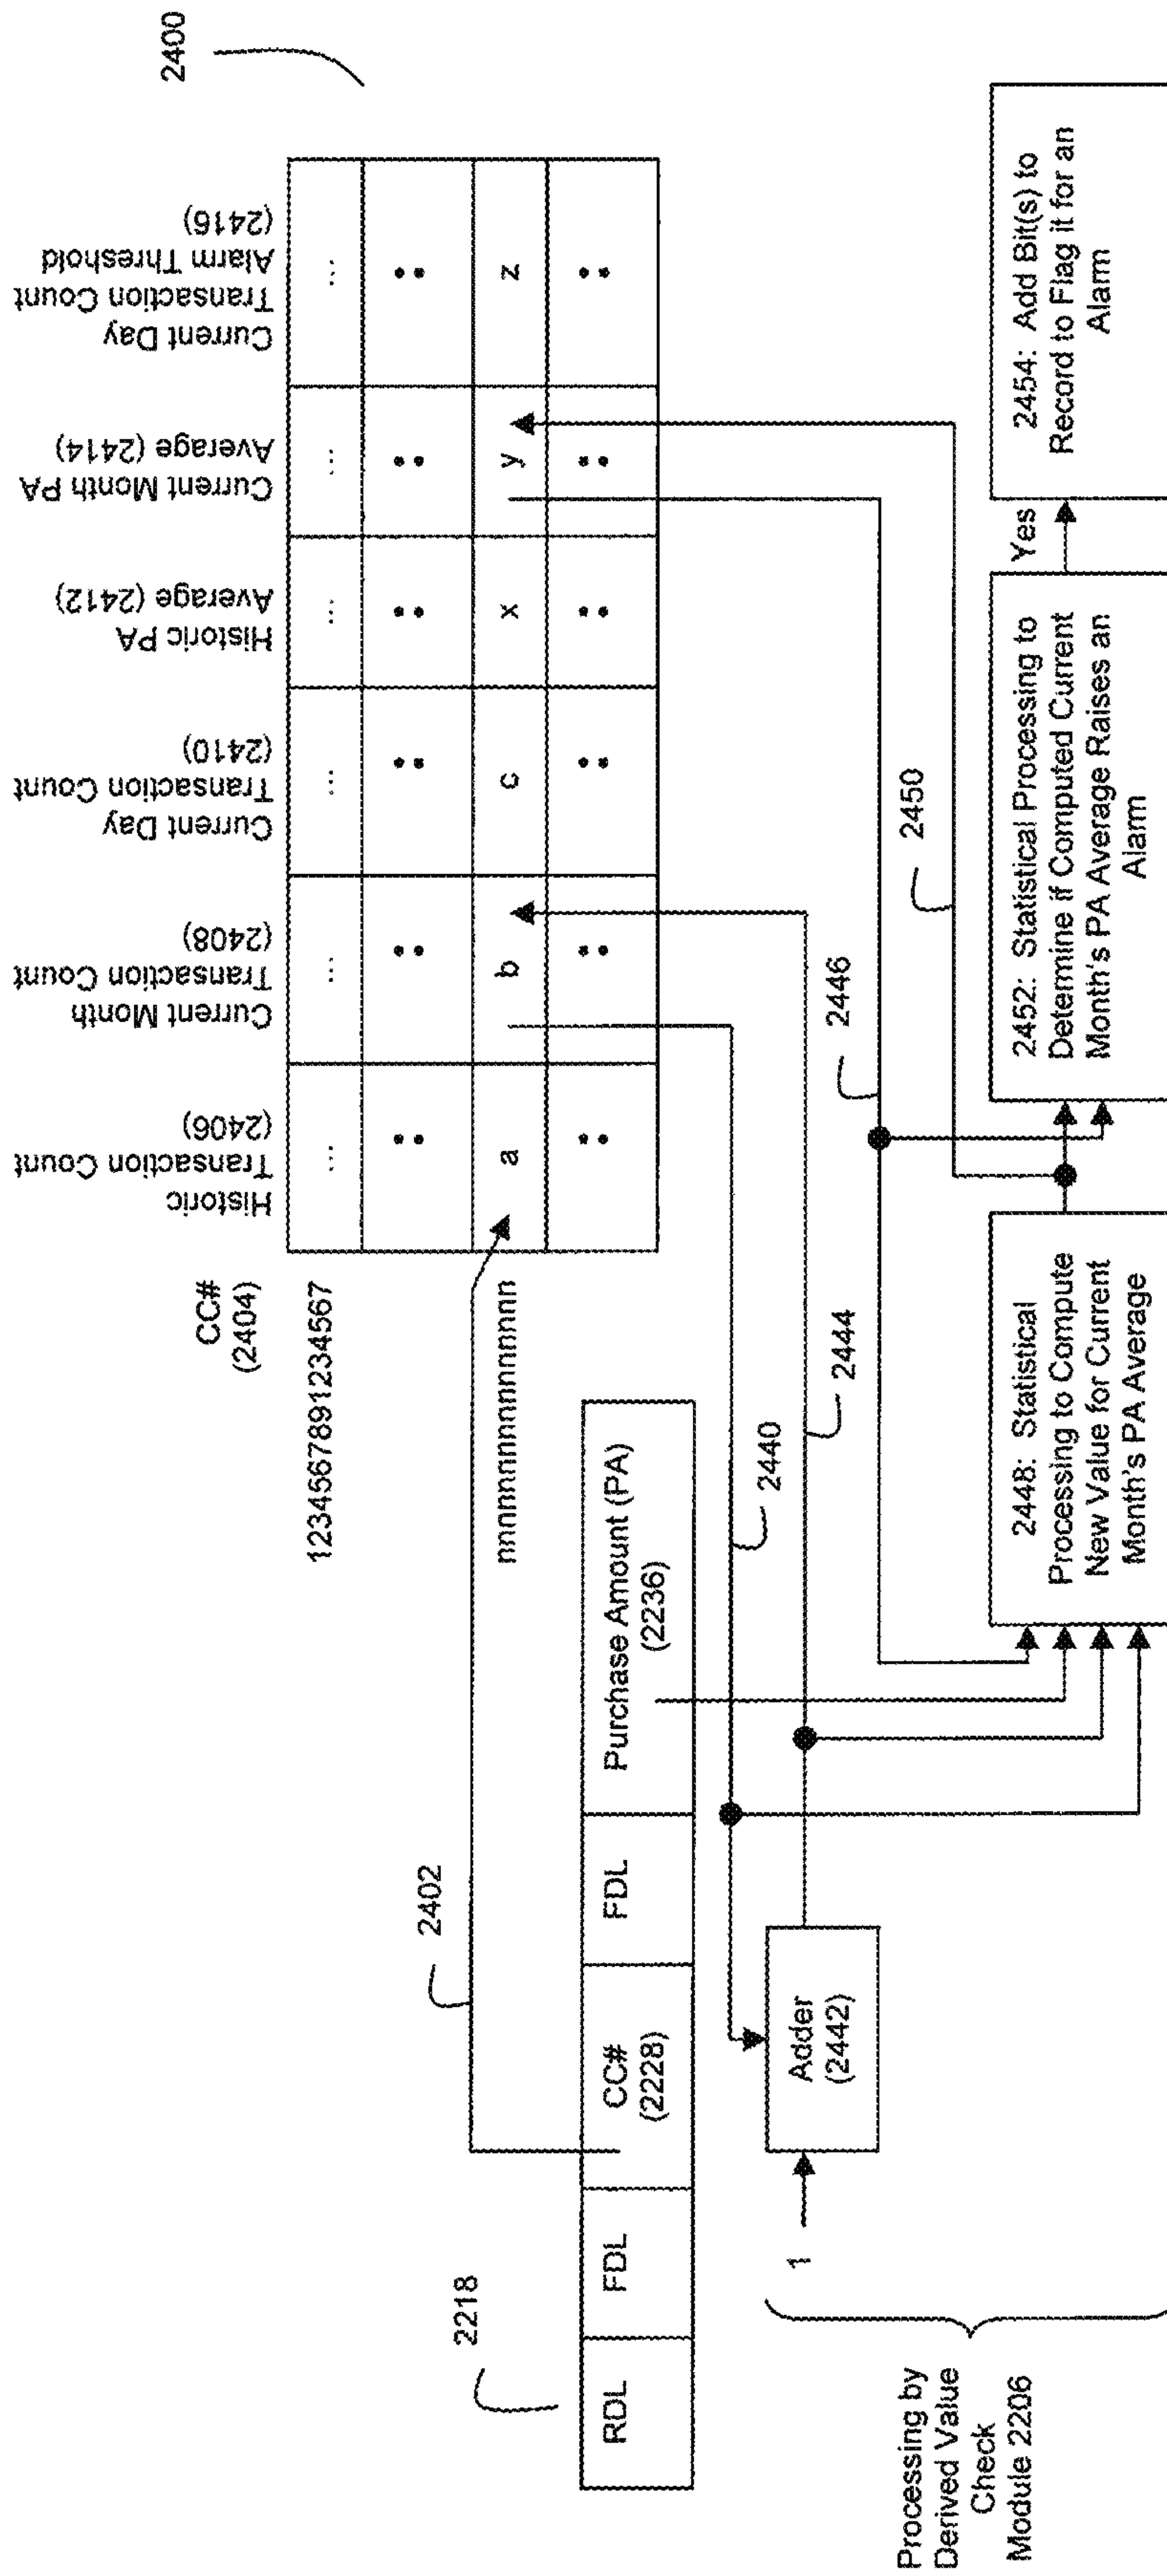 2400
CC#
(2404)
Historic
Transaction Count
(2406)
Current Month
Transaction Count
(2408)
Current Day
Transaction Count
(2410)
Historic PA
Average (2412)
Current Month PA
Average (2414)
Current Day
Transaction Count
Alarm Threshold
(2416)
1234567891234567
...
...
...
...
...
...
nnnnnnnnnnnnnnnn
a
b
c
x
y
z
2402
2218
RDL
FDL
CC#
(2228)
FDL
Purchase Amount (PA)
(2236)
2440
2444
2446
2450
1
Adder
(2442)
Processing by
Derived Value
Check
Module 2206
2448: Statistical
Processing to Compute
New Value for Current
Month's PA Average
2452: Statistical Processing to
Determine if Computed Current
Month's PA Average Raises an
Alarm
Yes
2454: Add Bit(s) to
Record to Flag it for an
Alarm